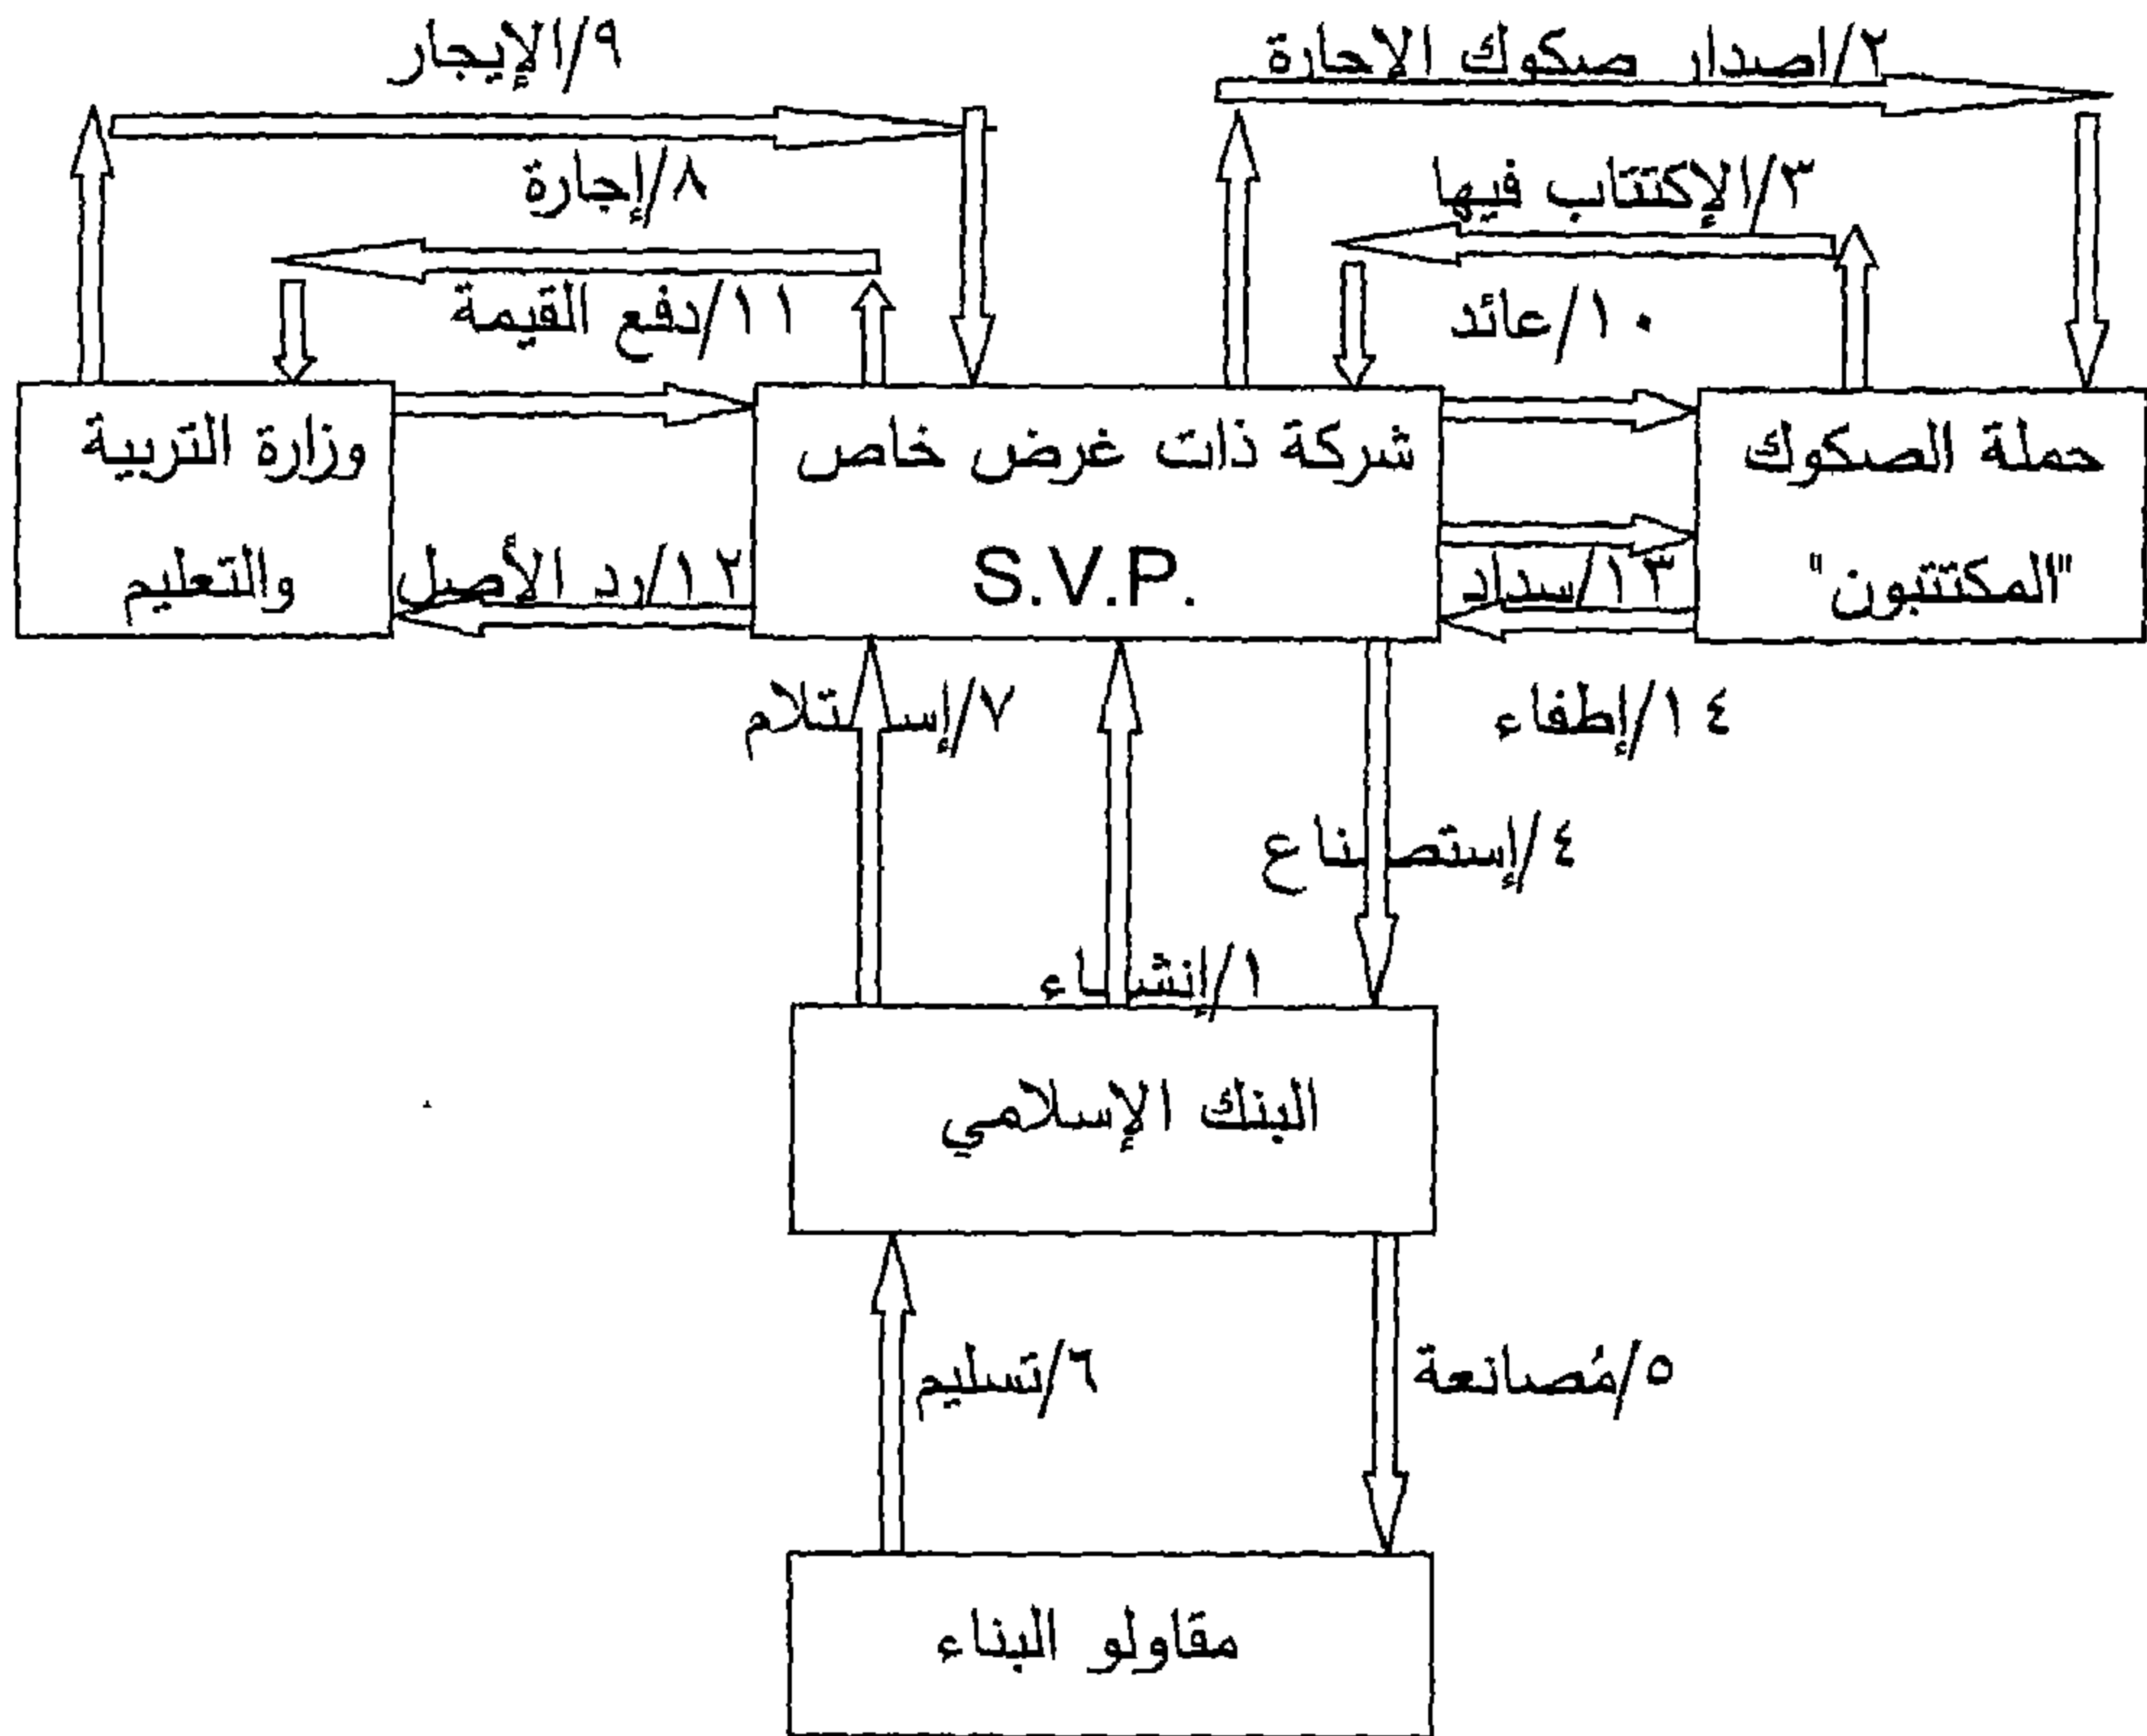 ٢/اصدار صكوك الإجارة
٩/الإيجار
٣/الإكتتاب فيها
٨/إجارة
١٠/عائد
١١/دفع القيمة
حملة الصكوك
"المكتتبون"
شركة ذات غرض خاص
S.V.P.
وزارة التربية
والتعليم
١٣/سداد
١٢/رد الأصل
١٤/إطفاء
٧/إستلام
٤/إستصناع
١/إنشاء
البنك الإسلامي
٥/مُصانعة
٦/تسليم
مقاولو البناء